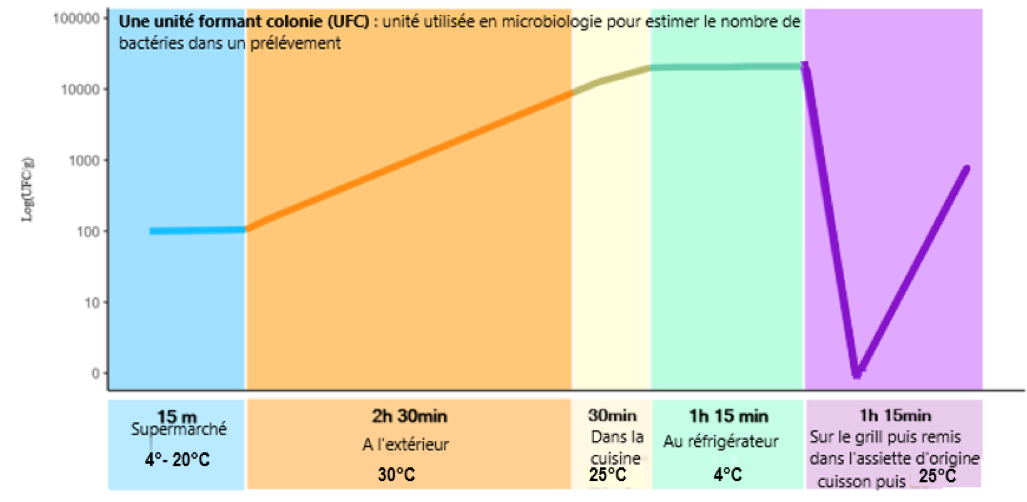 100000
Une unité formant colonie (UFC) : unité utilisée en microbiologie pour estimer le nombre de
bactéries dans un prélévement
10000
1000
100
10
0
Log(UFC/g)
15 m
Supermarché
4°- 20°C
2h 30min
A l'extérieur
30°C
30min
Dans la
cuisine
25°C
1h 15 min
Au réfrigérateur
4°C
1h 15min
Sur le grill puis remis
dans l'assiette d'origine
cuisson puis 25°C